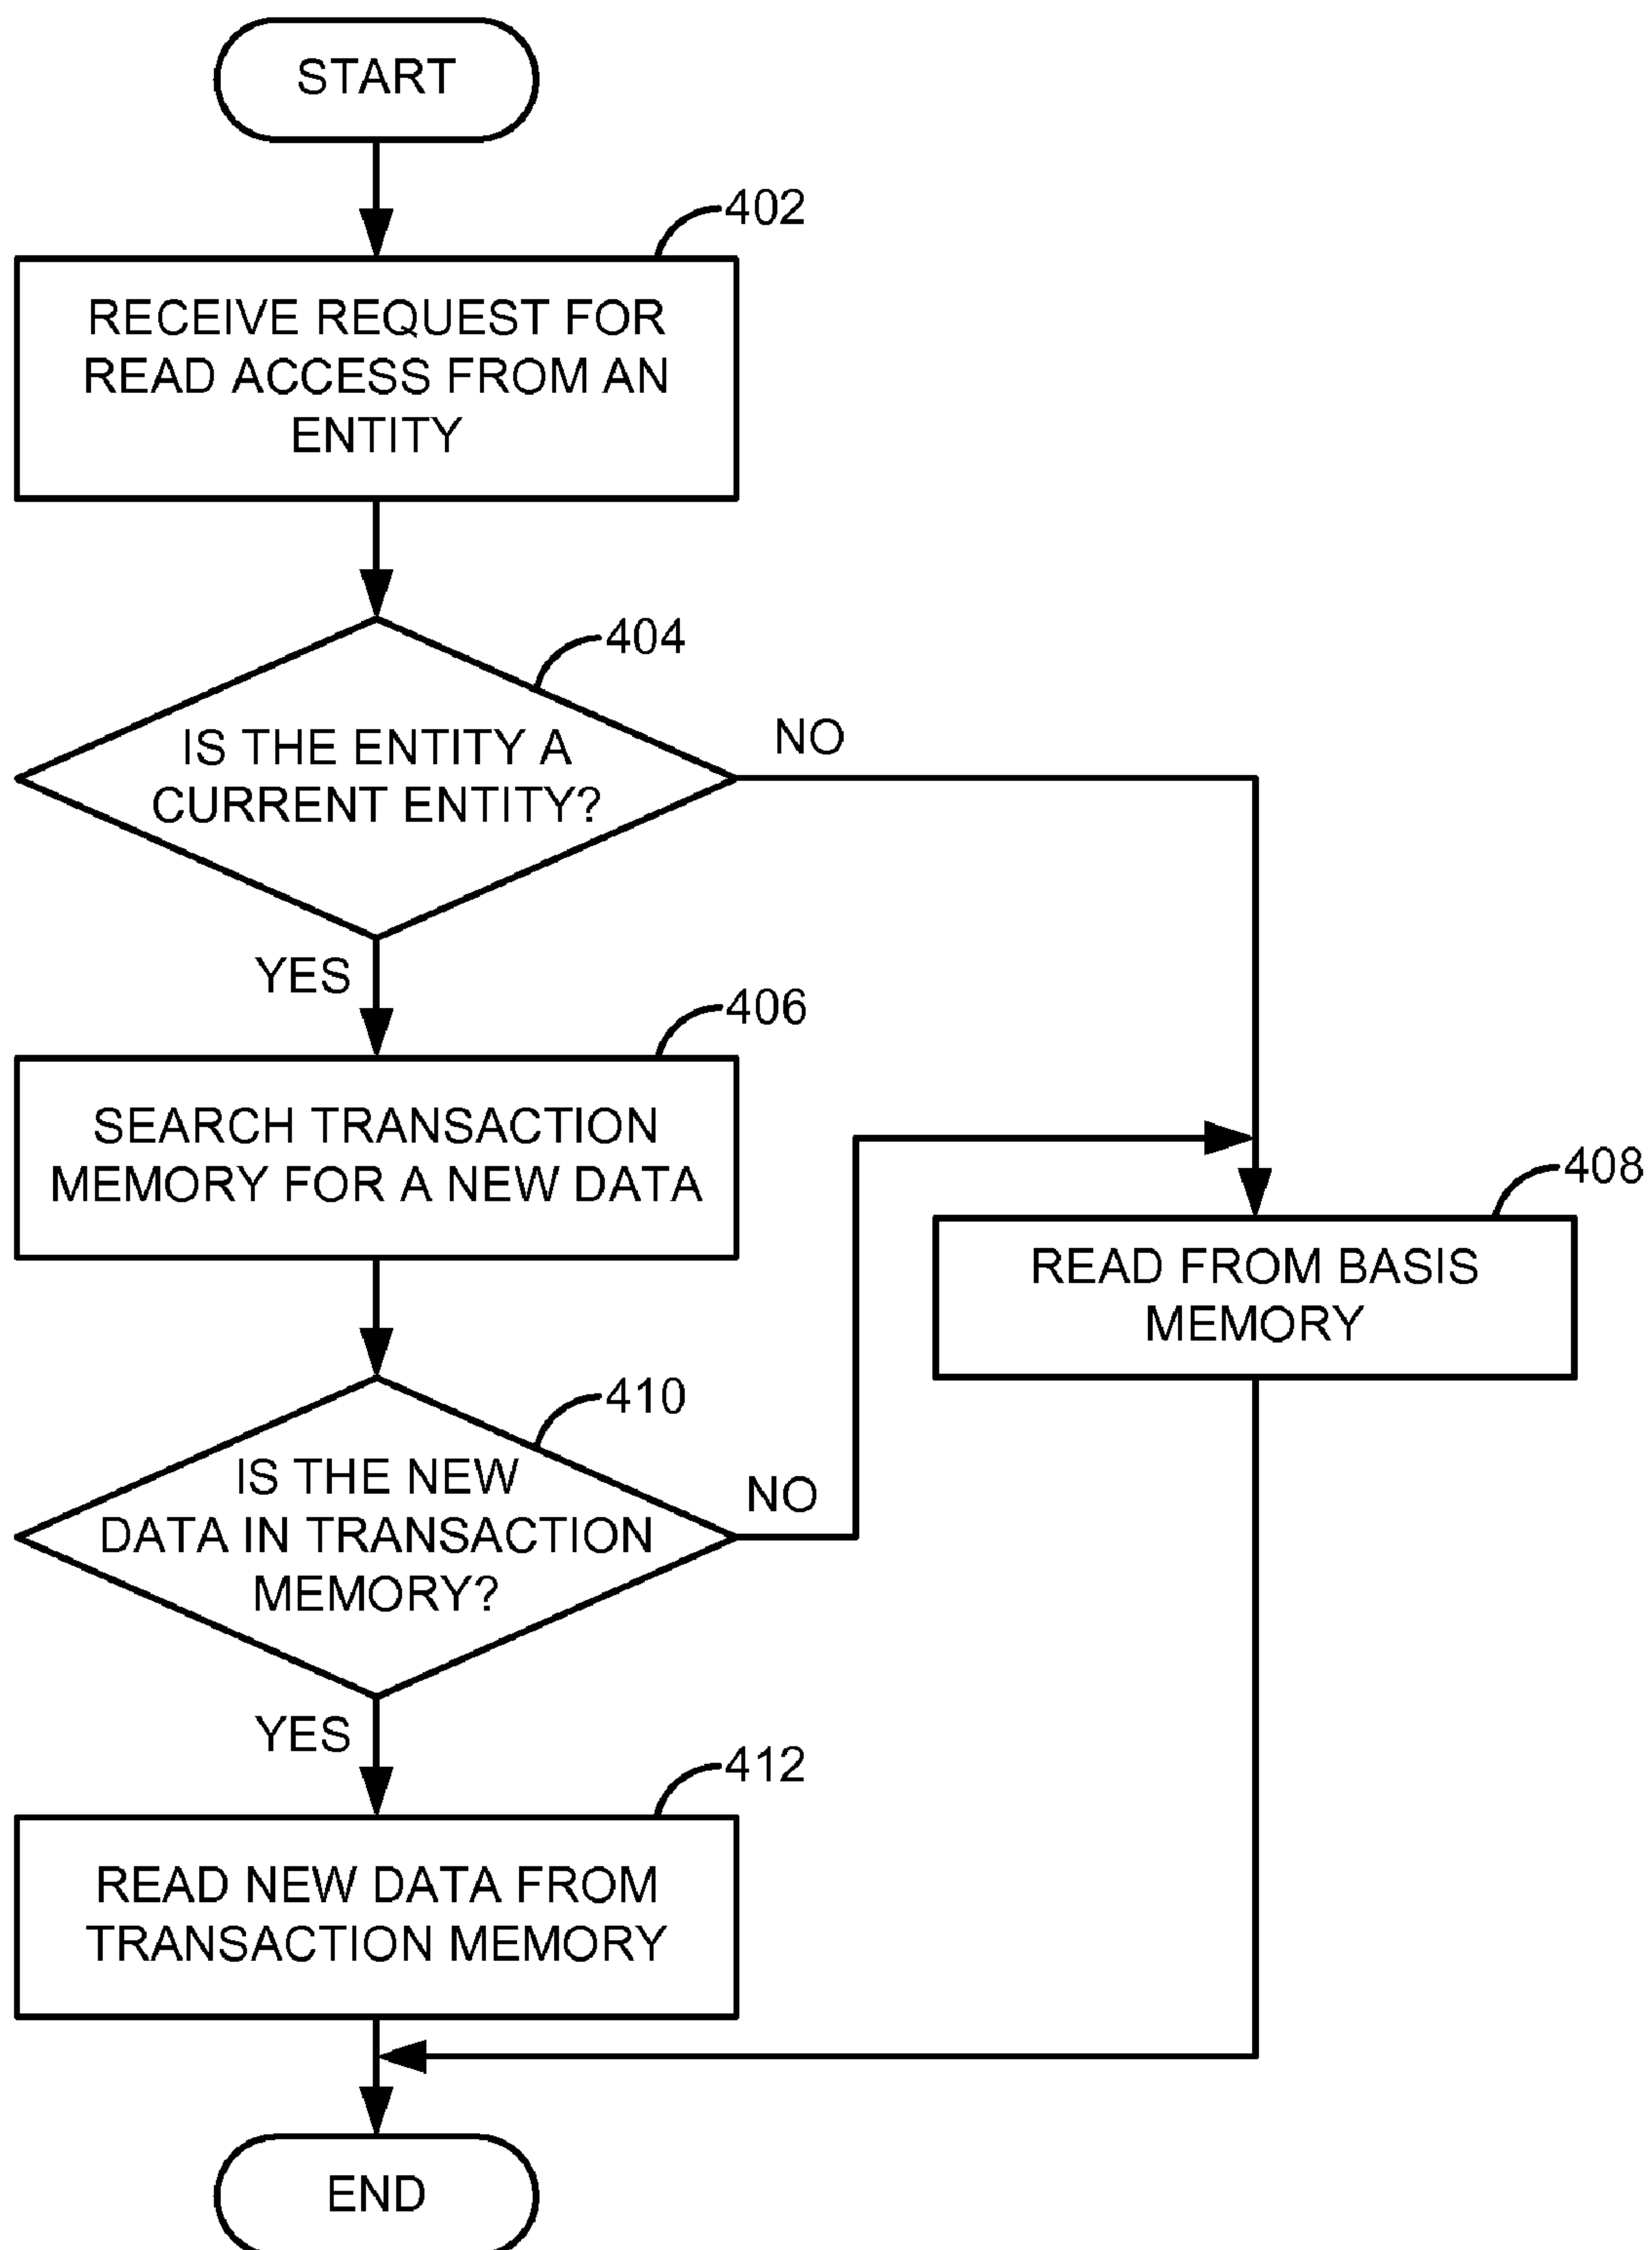 START
402
RECEIVE REQUEST FOR
READ ACCESS FROM AN
ENTITY
404
IS THE ENTITY A
CURRENT ENTITY?
NO
YES
406
SEARCH TRANSACTION
MEMORY FOR A NEW DATA
408
READ FROM BASIS
MEMORY
410
IS THE NEW
DATA IN TRANSACTION
MEMORY?
NO
YES
412
READ NEW DATA FROM
TRANSACTION MEMORY
END